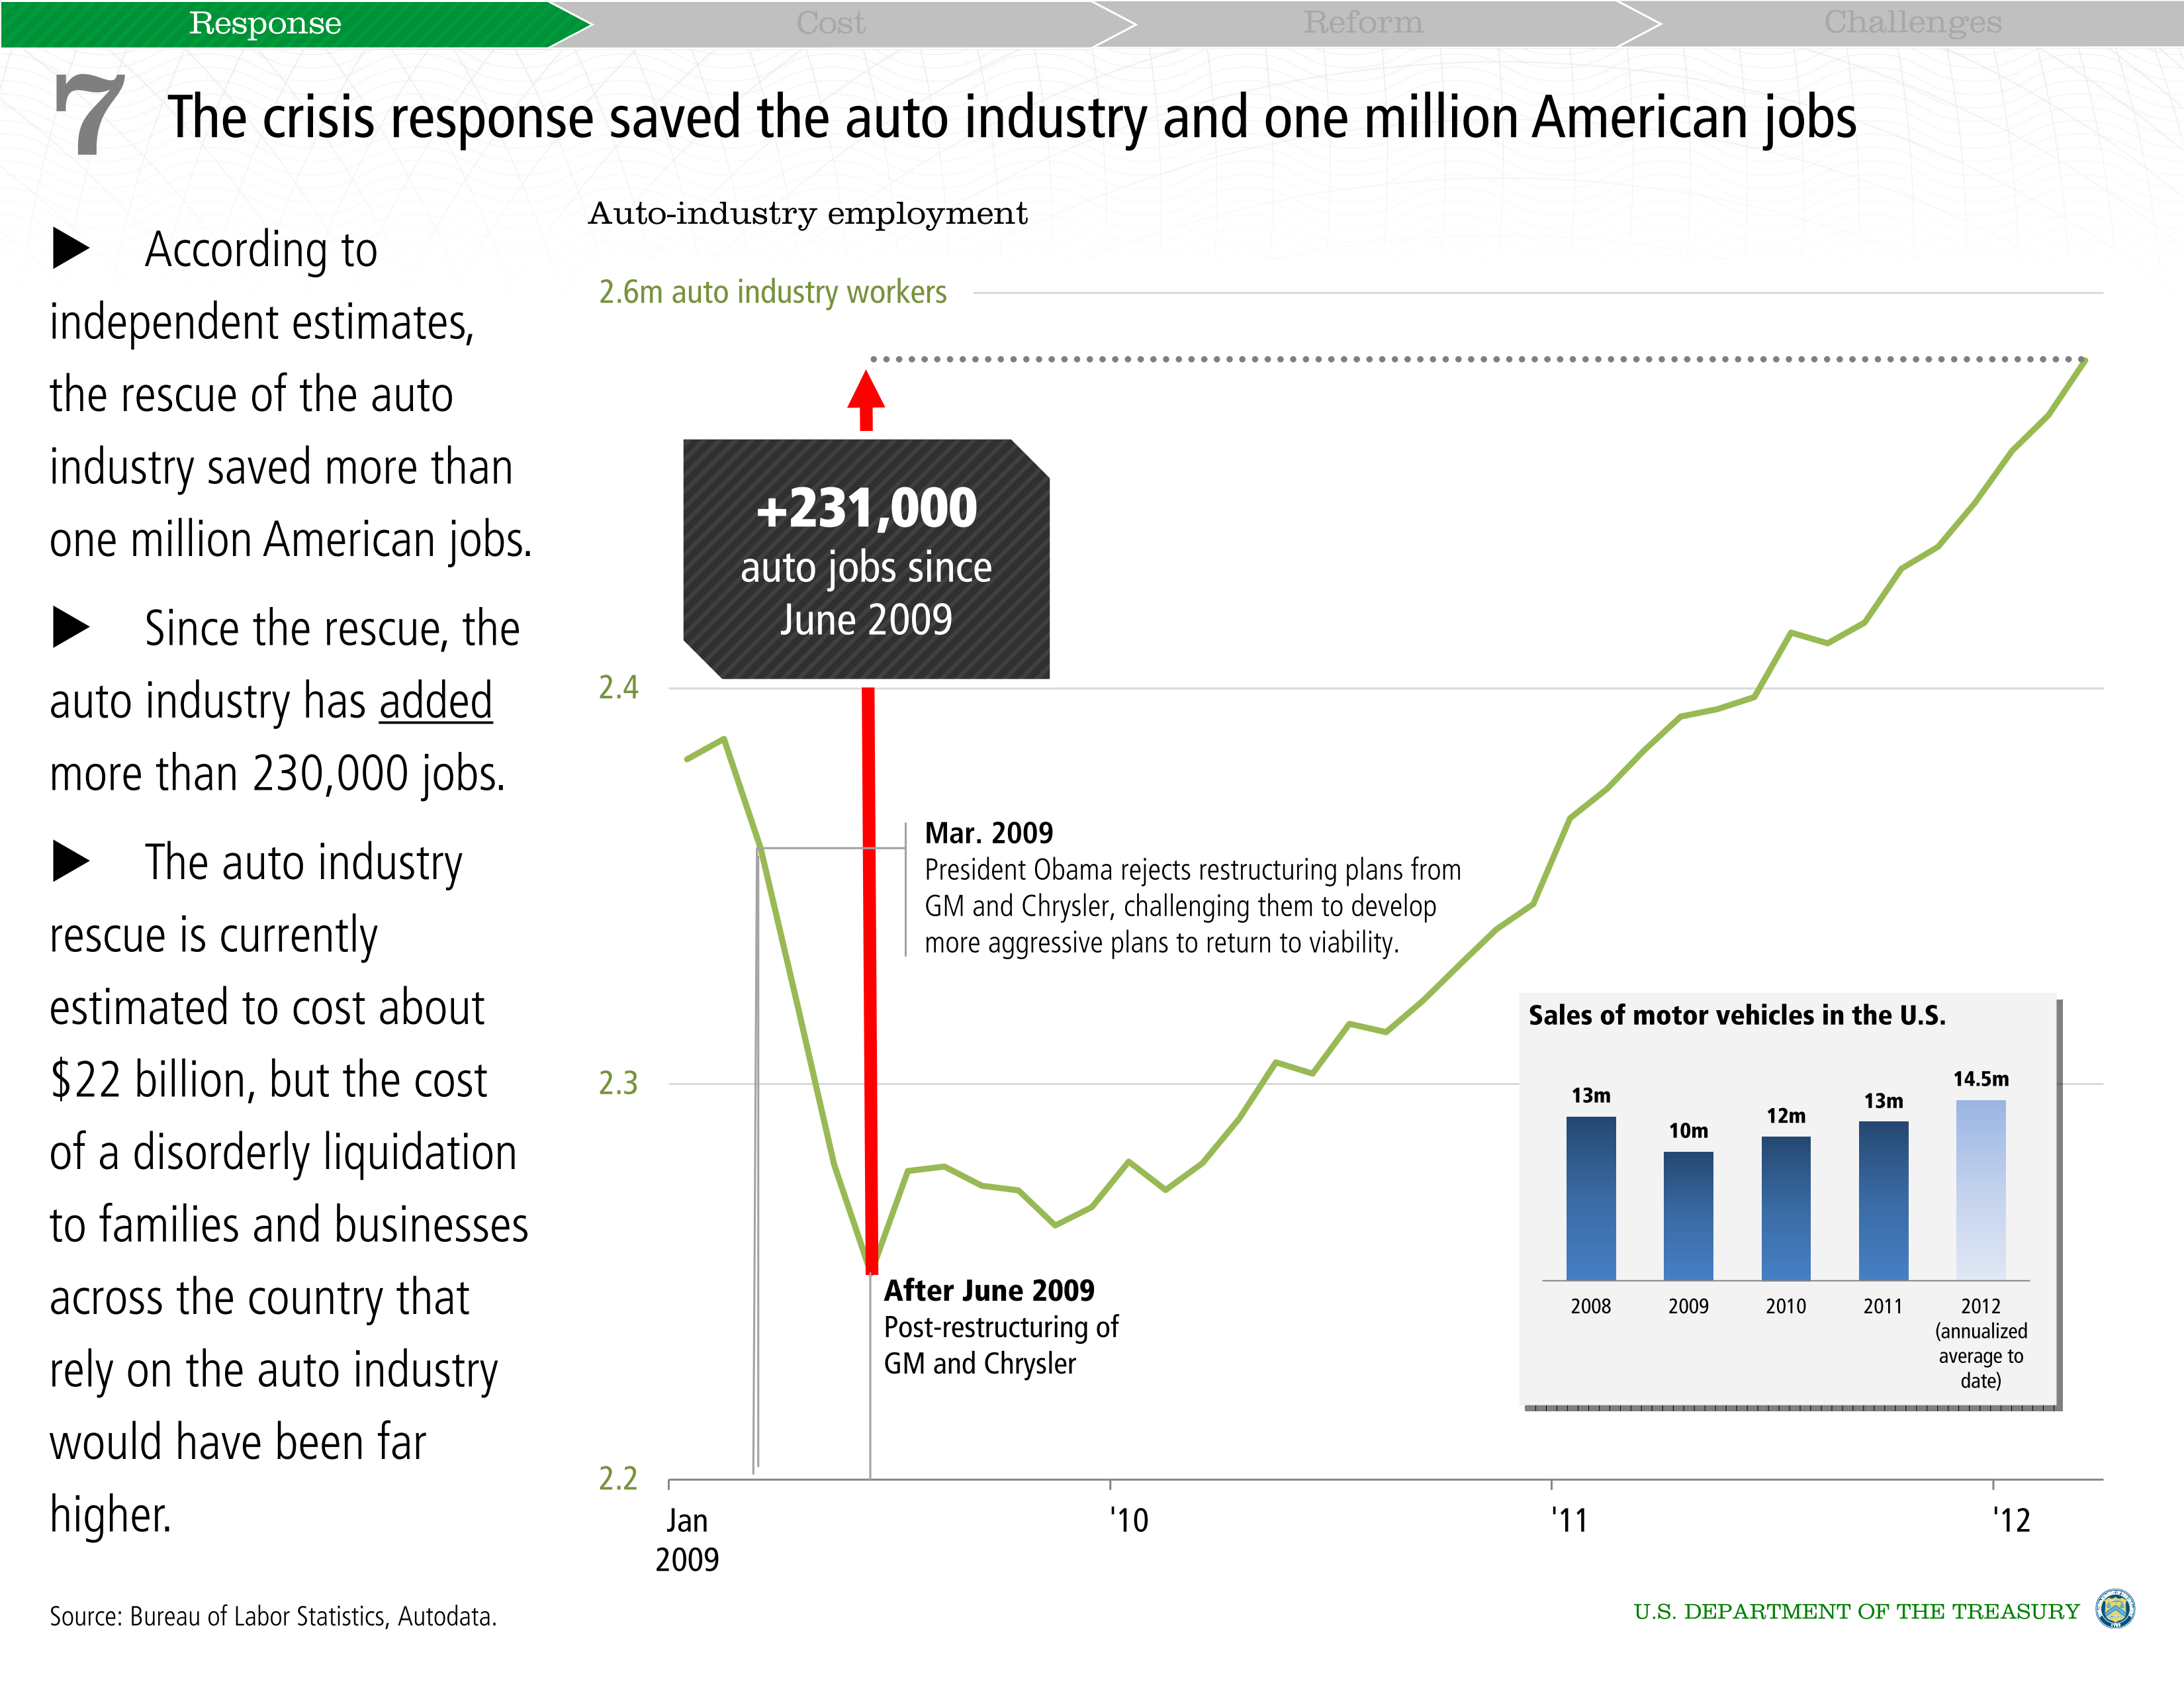 Response
Cost
Reform
Challenges
7
The crisis response saved the auto industry and one million American jobs
► According to
independent estimates,
the rescue of the auto
industry saved more than
one million American jobs.
► Since the rescue, the
auto industry has added
more than 230,000 jobs.
► The auto industry
rescue is currently
estimated to cost about
$22 billion, but the cost
of a disorderly liquidation
to families and businesses
across the country that
rely on the auto industry
would have been far
higher.
Auto-industry employment
2.6m auto industry workers
+231,000
auto jobs since
June 2009
2.4
Mar. 2009
President Obama rejects restructuring plans from
GM and Chrysler, challenging them to develop
more aggressive plans to return to viability.
2.3
After June 2009
Post-restructuring of
GM and Chrysler
2.2
Jan
2009
'10
'11
'12
Sales of motor vehicles in the U.S.
13m
10m
12m
13m
14.5m
2008
2009
2010
2011
2012
(annualized
average to
date)
Source: Bureau of Labor Statistics, Autodata.
U.S. DEPARTMENT OF THE TREASURY